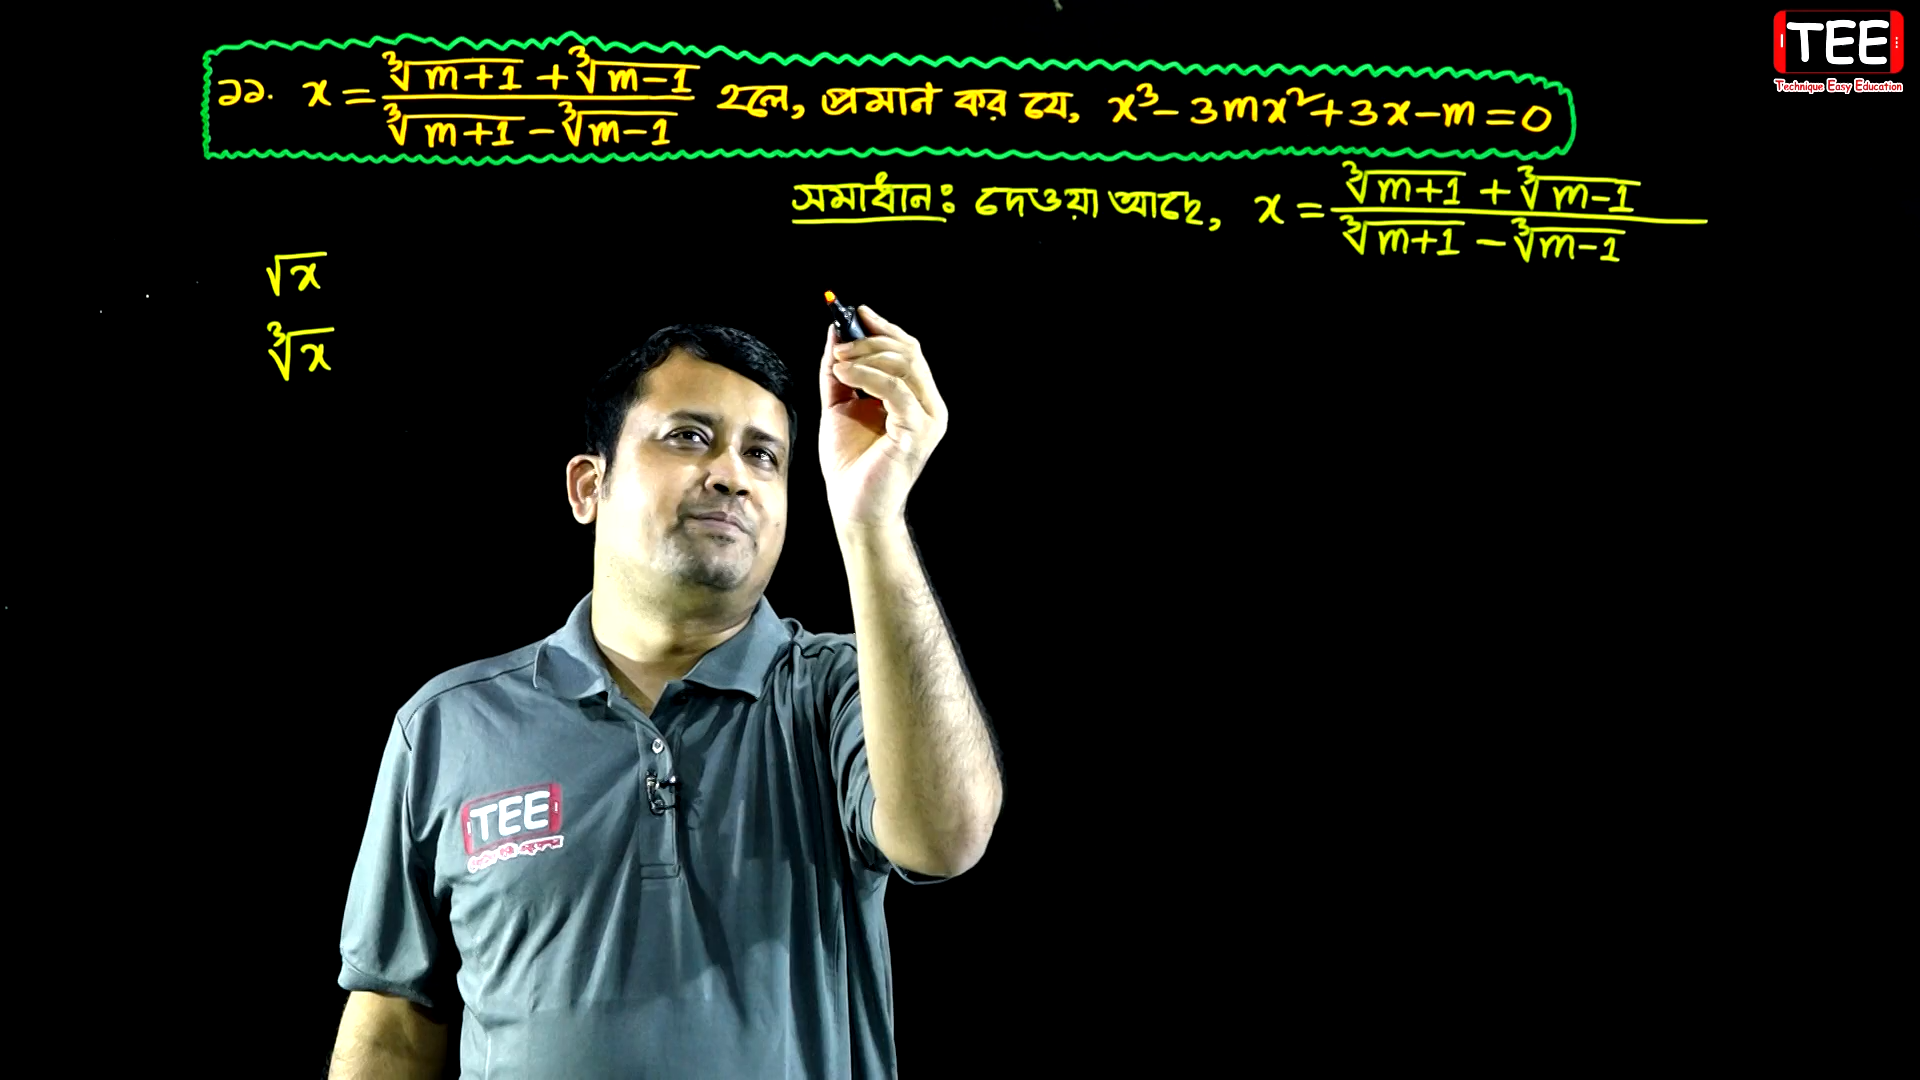 ১১. x = (∛(m+1) + ∛(m-1)) / (∛(m+1) - ∛(m-1)) হলে, প্রমান কর যে, x³ - 3mx² + 3x - m = 0
TEE
Technique Easy Education
সমাধান: দেওয়া আছে, x = (∛(m+1) + ∛(m-1)) / (∛(m+1) - ∛(m-1))
√x
∛x
TEE